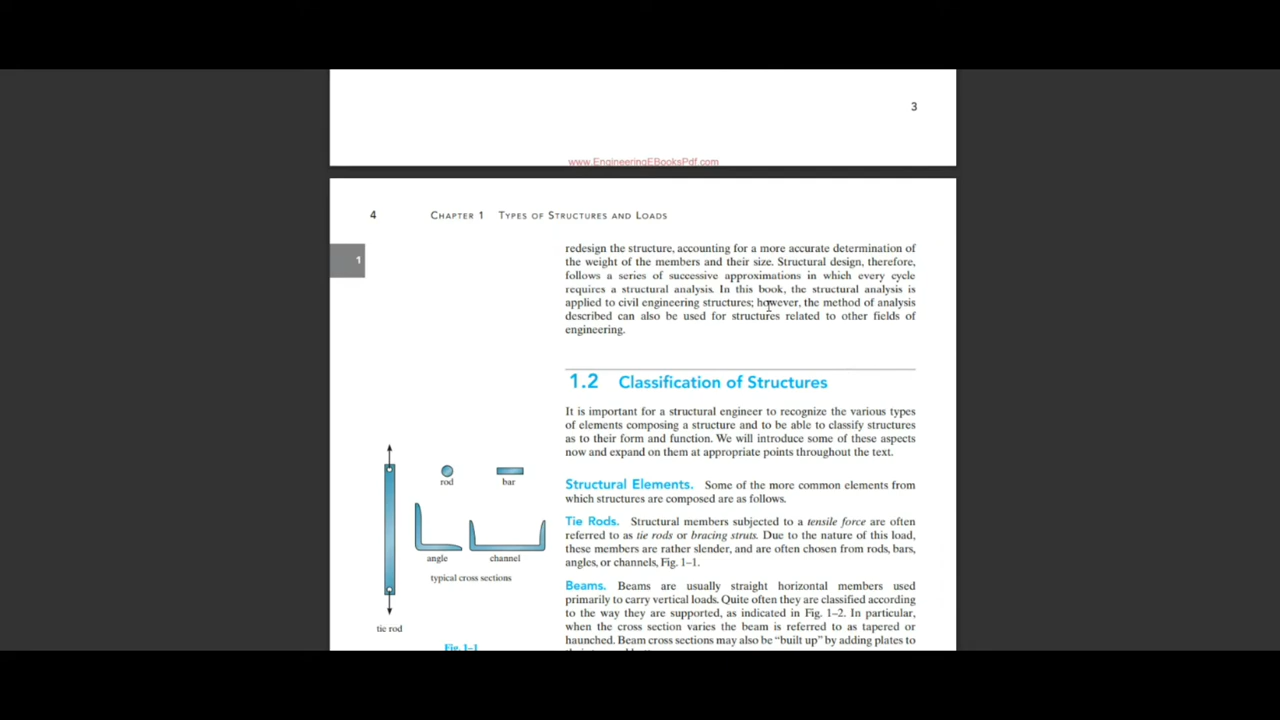 3
www.EngineeringEBooksPdf.com
4 CHAPTER 1 TYPES OF STRUCTURES AND LOADS
1
redesign the structure, accounting for a more accurate determination of
the weight of the members and their size. Structural design, therefore,
follows a series of successive approximations in which every cycle
requires a structural analysis. In this book, the structural analysis is
applied to civil engineering structures; however, the method of analysis
described can also be used for structures related to other fields of
engineering.
1.2 Classification of Structures
It is important for a structural engineer to recognize the various types
of elements composing a structure and to be able to classify structures
as to their form and function. We will introduce some of these aspects
now and expand on them at appropriate points throughout the text.
Structural Elements. Some of the more common elements from
which structures are composed are as follows.
Tie Rods. Structural members subjected to a tensile force are often
referred to as tie rods or bracing struts. Due to the nature of this load,
these members are rather slender, and are often chosen from rods, bars,
angles, or channels, Fig. 1–1.
Beams. Beams are usually straight horizontal members used
primarily to carry vertical loads. Quite often they are classified according
to the way they are supported, as indicated in Fig. 1–2. In particular,
when the cross section varies the beam is referred to as tapered or
haunched. Beam cross sections may also be “built up” by adding plates to
rod bar
angle channel
typical cross sections
tie rod
Fig. 1–1